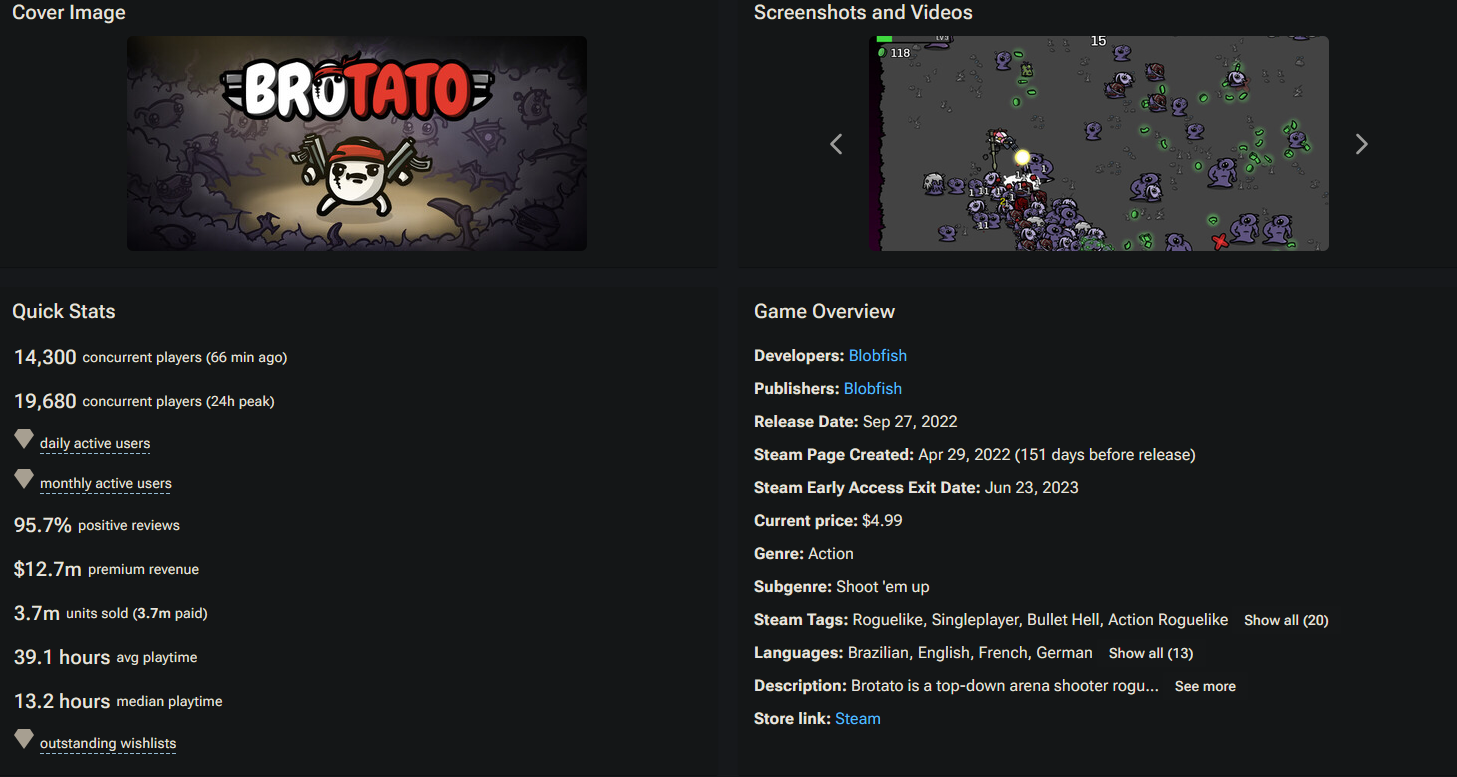 Cover Image
BROTATO
Quick Stats
14,300 concurrent players (66 min ago)
19,680 concurrent players (24h peak)
daily active users
monthly active users
95.7% positive reviews
$12.7m premium revenue
3.7m units sold (3.7m paid)
39.1 hours avg playtime
13.2 hours median playtime
outstanding wishlists
Screenshots and Videos
15
118
Game Overview
Developers: Blobfish
Publishers: Blobfish
Release Date: Sep 27, 2022
Steam Page Created: Apr 29, 2022 (151 days before release)
Steam Early Access Exit Date: Jun 23, 2023
Current price: $4.99
Genre: Action
Subgenre: Shoot 'em up
Steam Tags: Roguelike, Singleplayer, Bullet Hell, Action Roguelike Show all (20)
Languages: Brazilian, English, French, German Show all (13)
Description: Brotato is a top-down arena shooter rogu... See more
Store link: Steam